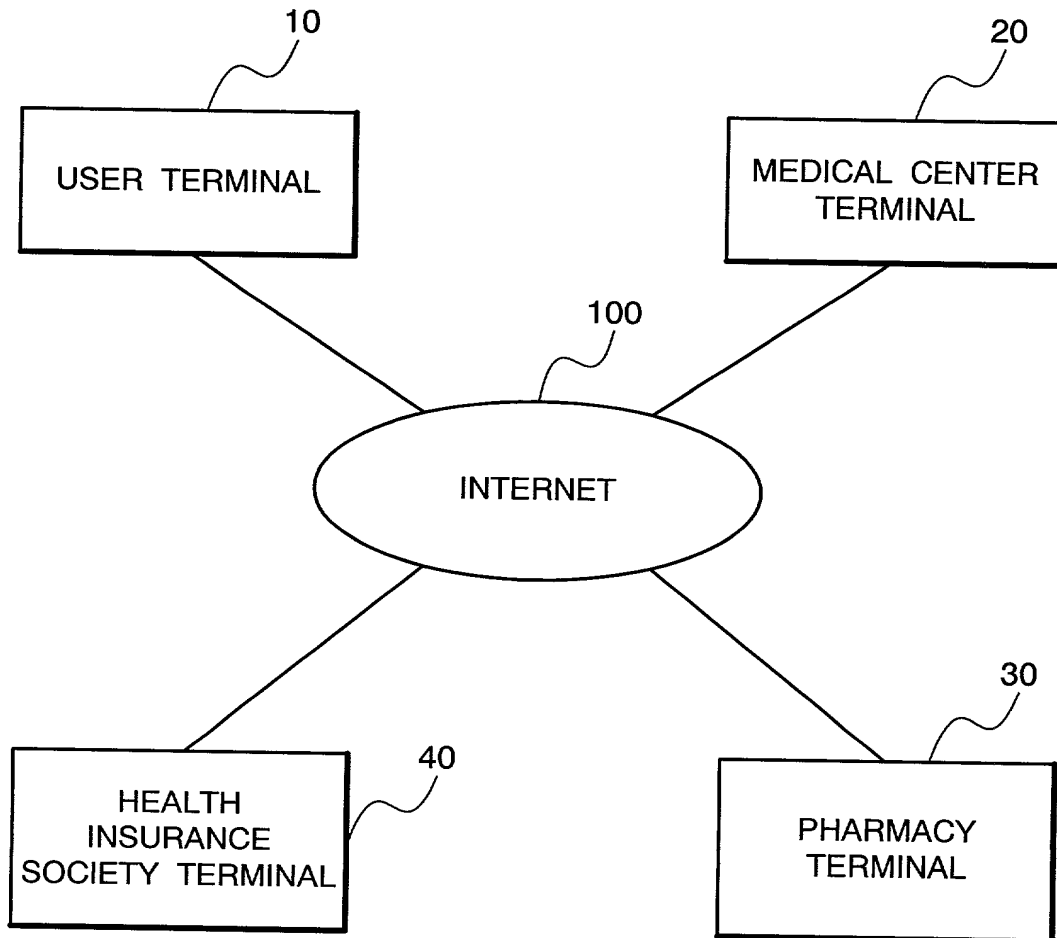 10
20
USER TERMINAL
MEDICAL CENTER
TERMINAL
100
INTERNET
30
40
HEALTH
INSURANCE
SOCIETY TERMINAL
PHARMACY
TERMINAL